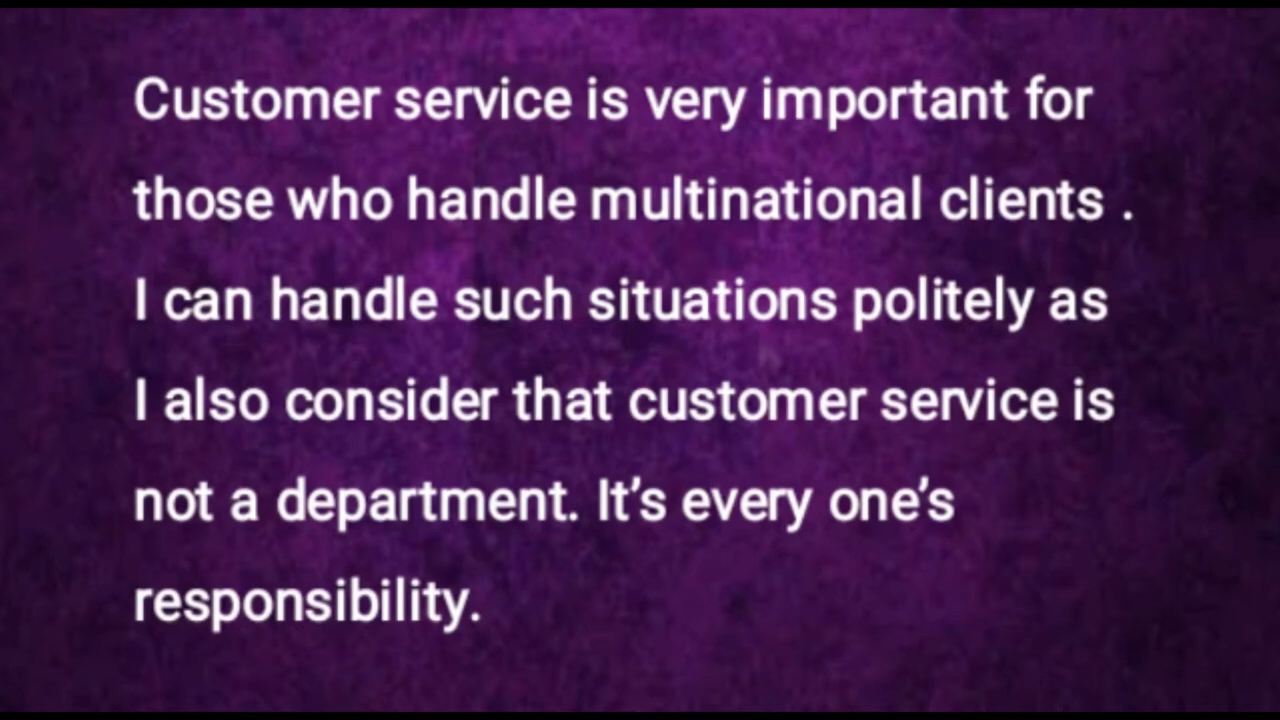 Customer service is very important for
those who handle multinational clients .
I can handle such situations politely as
I also consider that customer service is
not a department. It’s every one’s
responsibility.